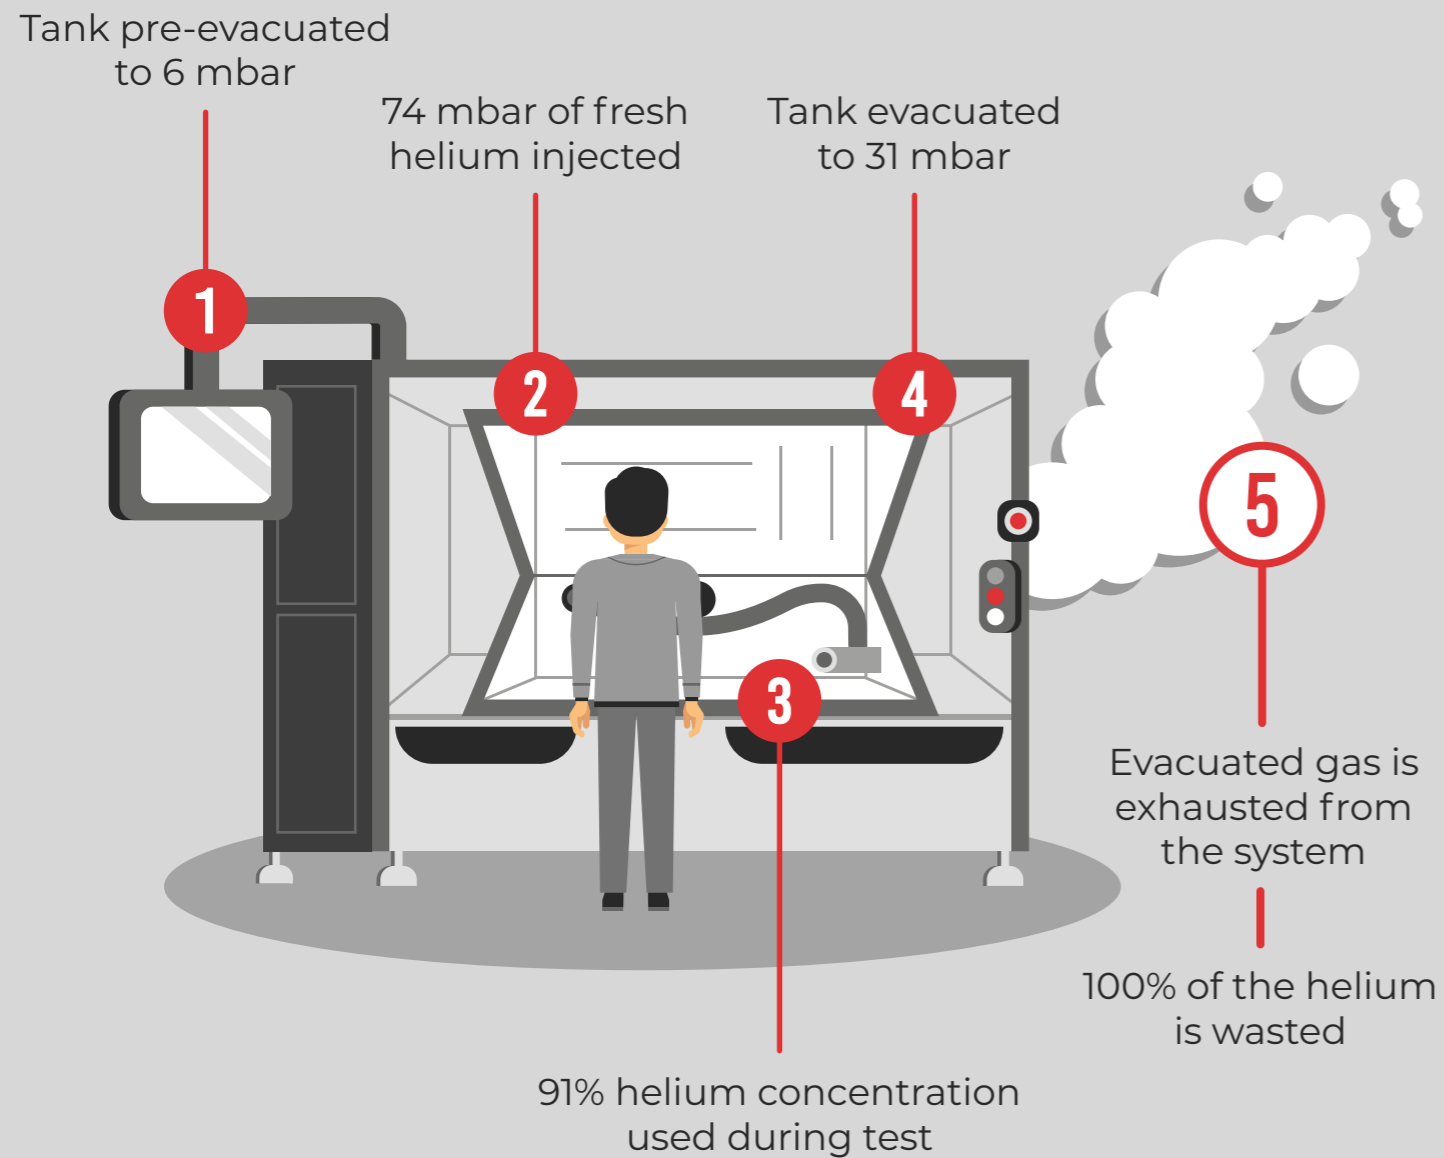 Tank pre-evacuated
to 6 mbar
1
74 mbar of fresh
helium injected
2
Tank evacuated
to 31 mbar
4
3
91% helium concentration
used during test
5
Evacuated gas is
exhausted from
the system
100% of the helium
is wasted